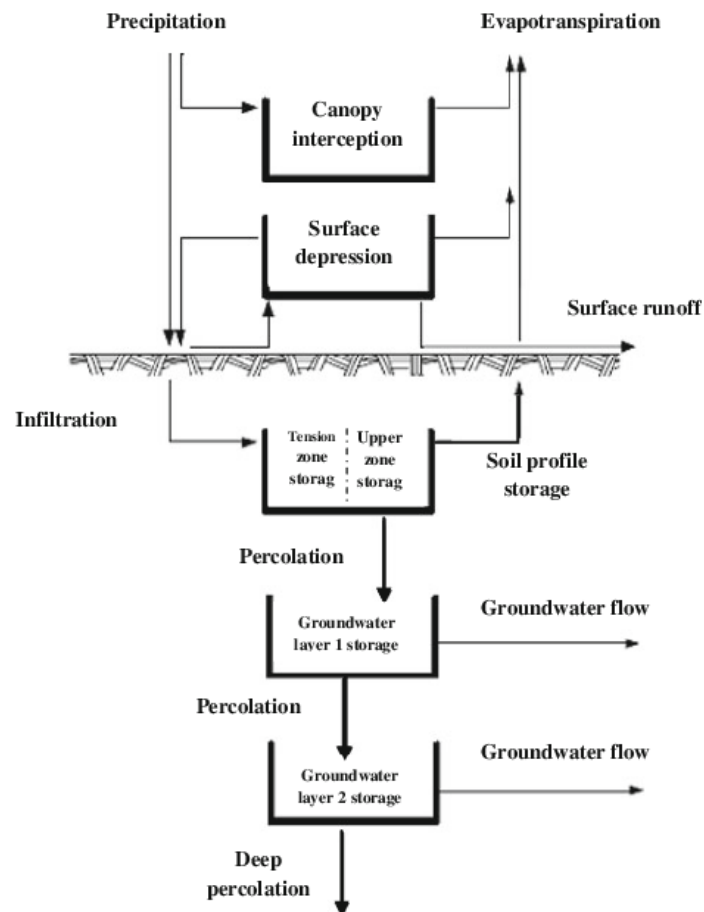 Precipitation
Evapotranspiration
Canopy
interception
Surface
depression
Surface runoff
Infiltration
Tension
zone
storag
Upper
zone
storag
Soil profile
storage
Percolation
Groundwater
layer 1 storage
Groundwater flow
Percolation
Groundwater
layer 2 storage
Groundwater flow
Deep
percolation